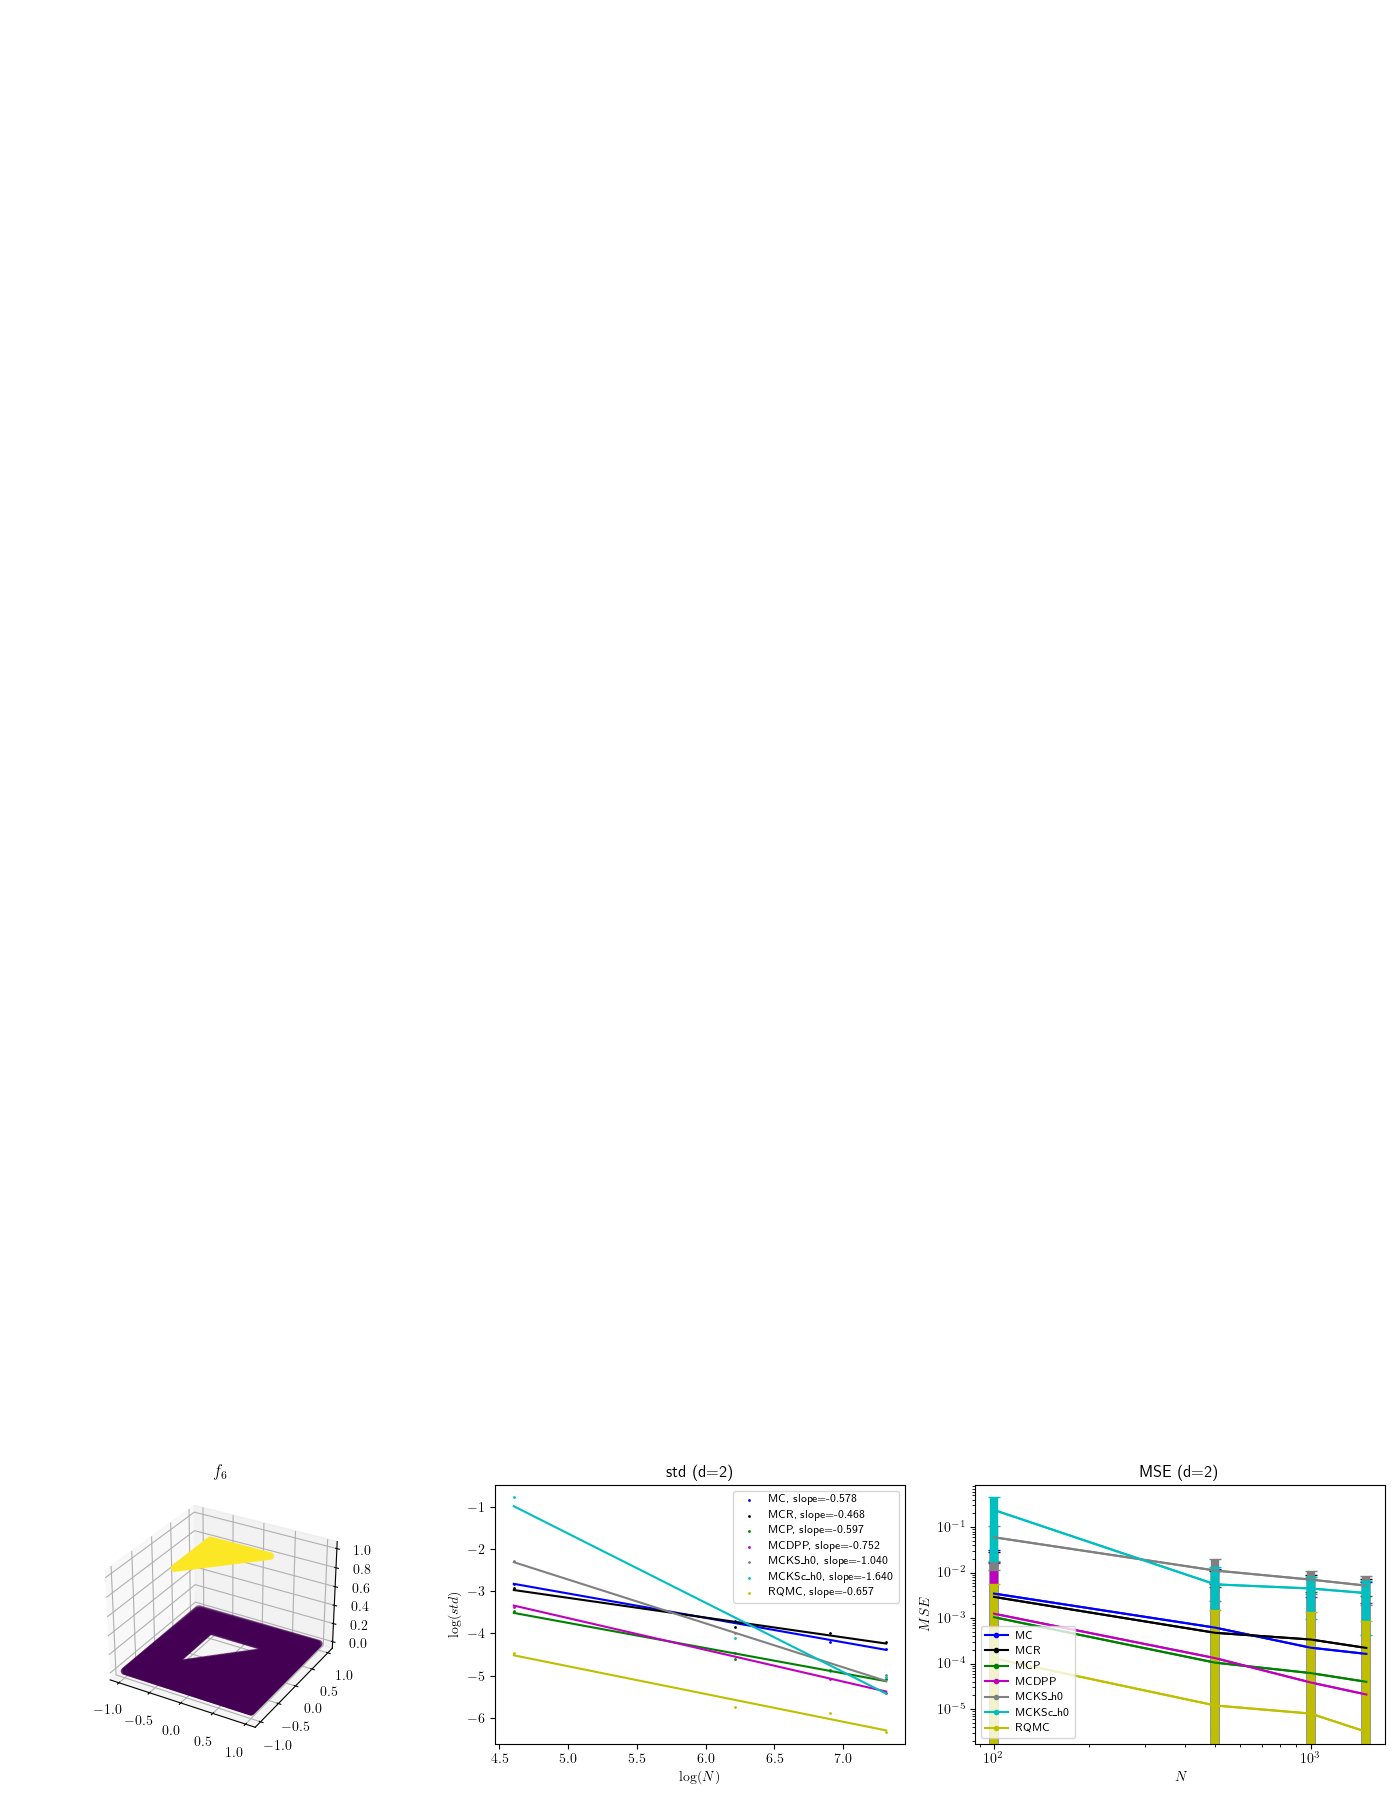 f6
1.0
0.8
0.6
0.4
0.2
0.0
−1.0
−0.5
0.0
0.5
1.0
−1.0
−0.5
0.0
0.5
1.0
std (d=2)
MC, slope=-0.578
MCR, slope=-0.468
MCP, slope=-0.597
MCDPP, slope=-0.752
MCKS_h0, slope=-1.040
MCKSc_h0, slope=-1.640
RQMC, slope=-0.657
log(std)
−1
−2
−3
−4
−5
−6
4.5 5.0 5.5 6.0 6.5 7.0
log(N)
MSE (d=2)
MSE
10⁻¹
10⁻²
10⁻³
10⁻⁴
10⁻⁵
MC
MCR
MCP
MCDPP
MCKS_h0
MCKSc_h0
RQMC
10² 10³
N